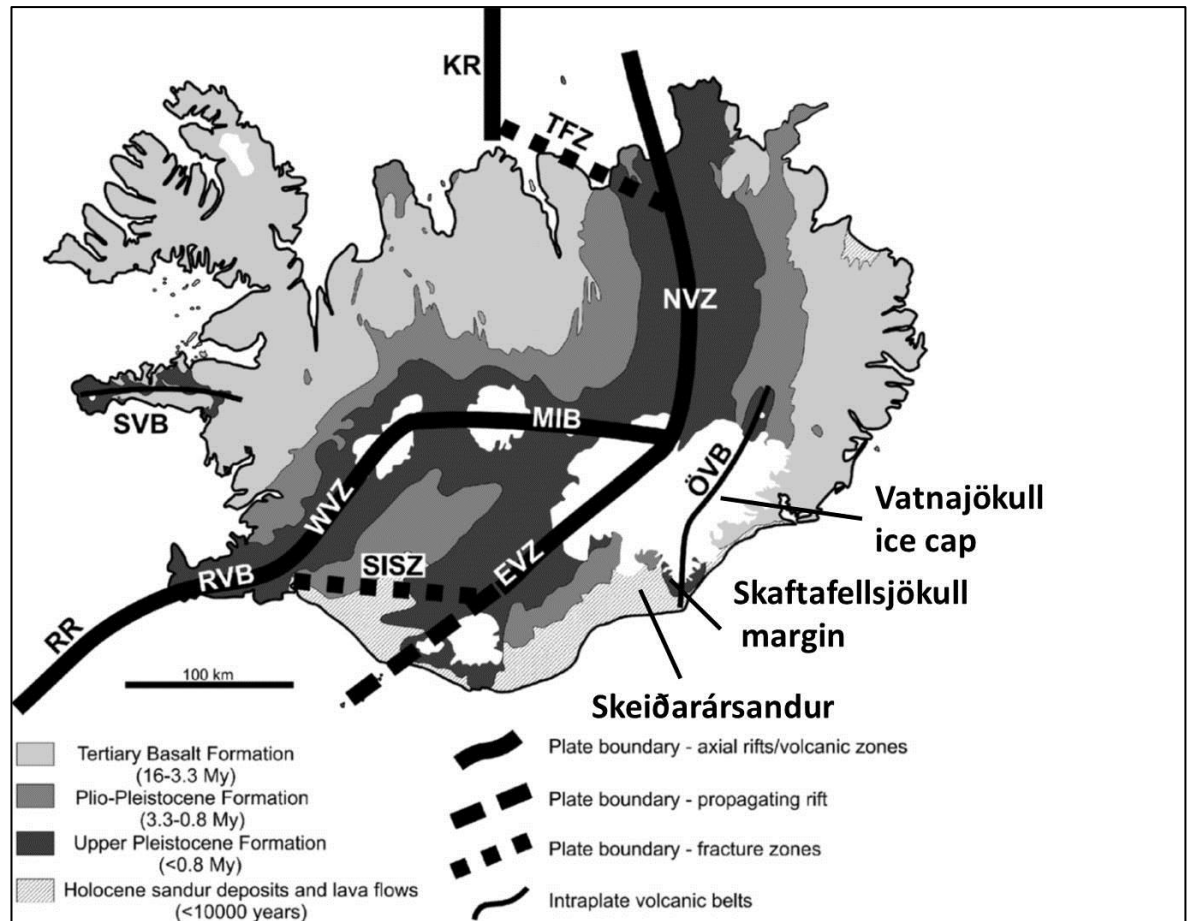 KR
TFZ
NVZ
SVB
MIB
ÖVB
WVZ
Vatnajökull
ice cap
EVZ
SISZ
RVB
Skaftafellsjökull
margin
RR
100 km
Skeiðarársandur
Tertiary Basalt Formation
(16-3.3 My)
Plio-Pleistocene Formation
(3.3-0.8 My)
Upper Pleistocene Formation
(<0.8 My)
Holocene sandur deposits and lava flows
(<10000 years)
Plate boundary - axial rifts/volcanic zones
Plate boundary - propagating rift
Plate boundary - fracture zones
Intraplate volcanic belts